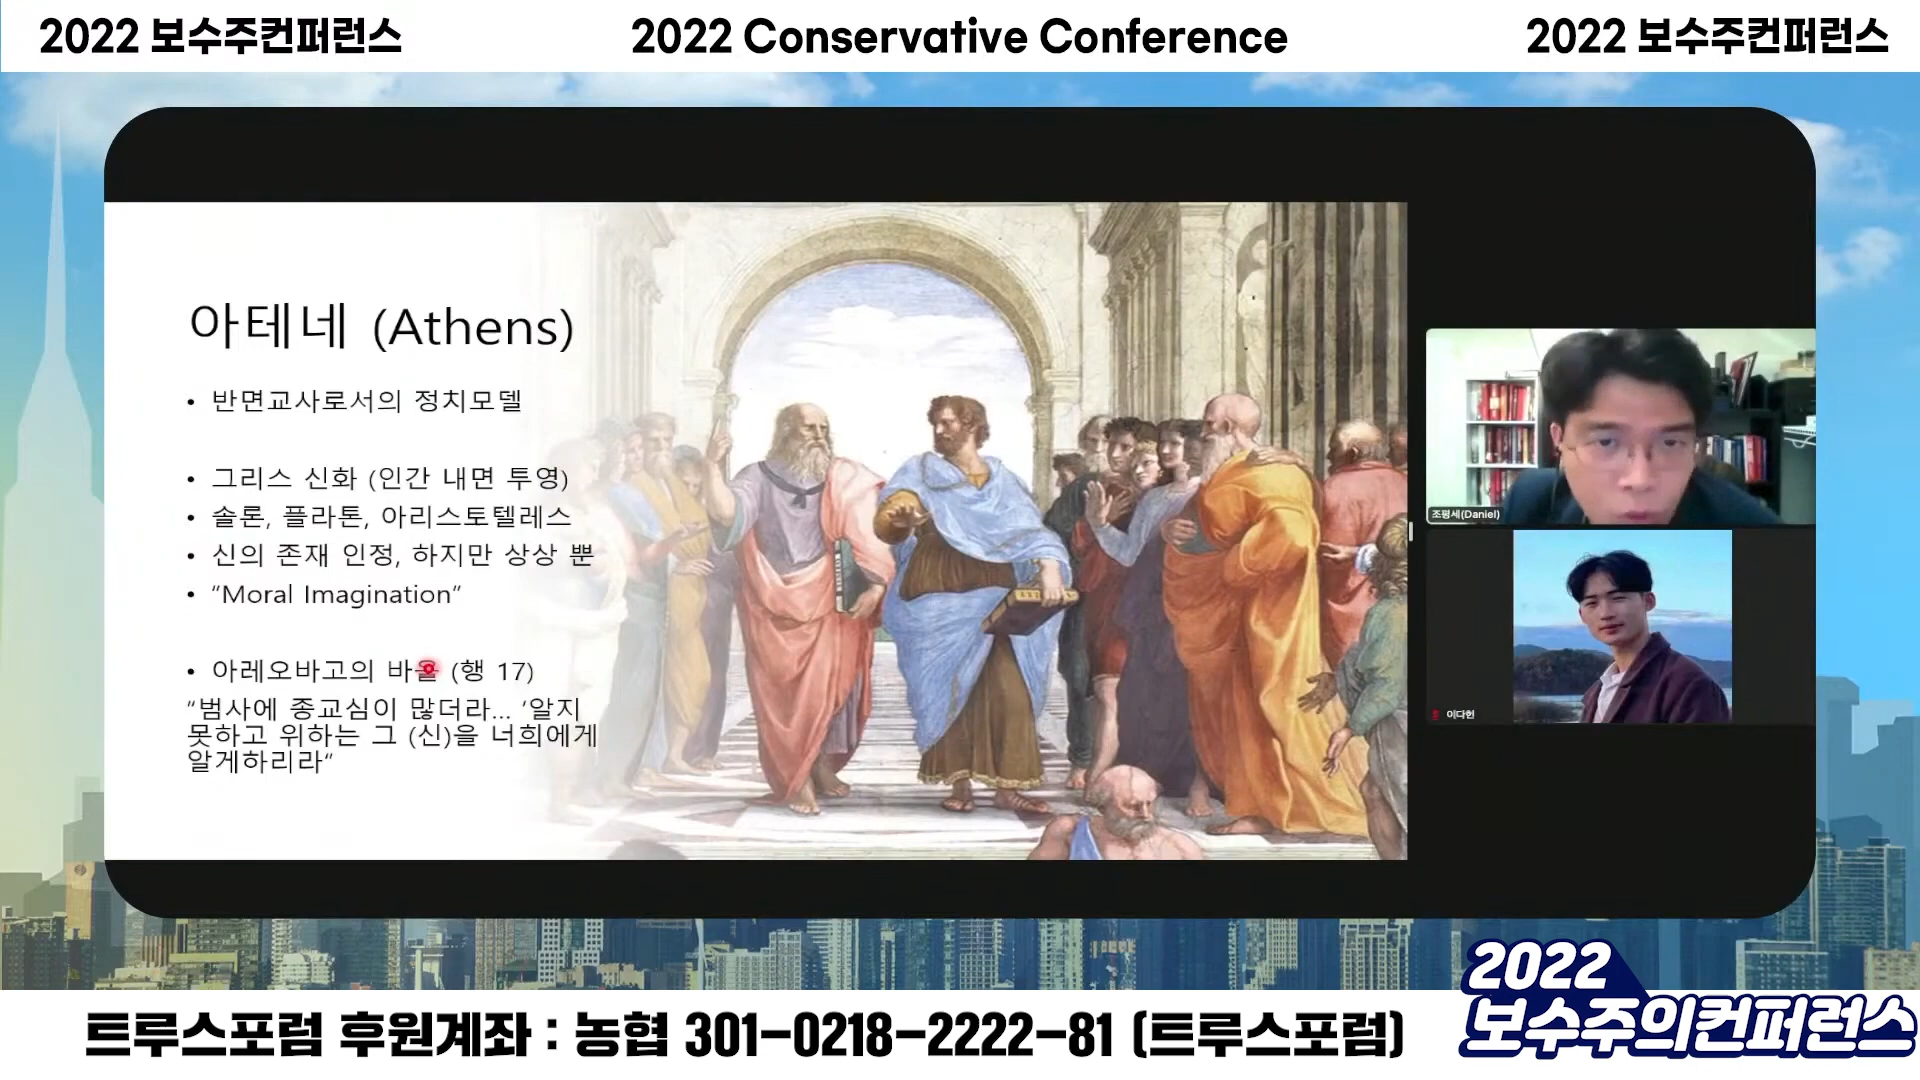 2022 보수주컨퍼런스
2022 Conservative Conference
2022 보수주컨퍼런스
아테네 (Athens)
• 반면교사로서의 정치모델
• 그리스 신화 (인간 내면 투영)
• 솔론, 플라톤, 아리스토텔레스
• 신의 존재 인정, 하지만 상상 뿐
• “Moral Imagination”
• 아레오바고의 바울 (행 17)
“범사에 종교심이 많더라... ‘알지
못하고 위하는 그 (신)을 너희에게
알게하리라“
조평세(Daniel)
이다헌
트루스포럼 후원계좌 : 농협 301-0218-2222-81 (트루스포럼)
2022
보수주의컨퍼런스